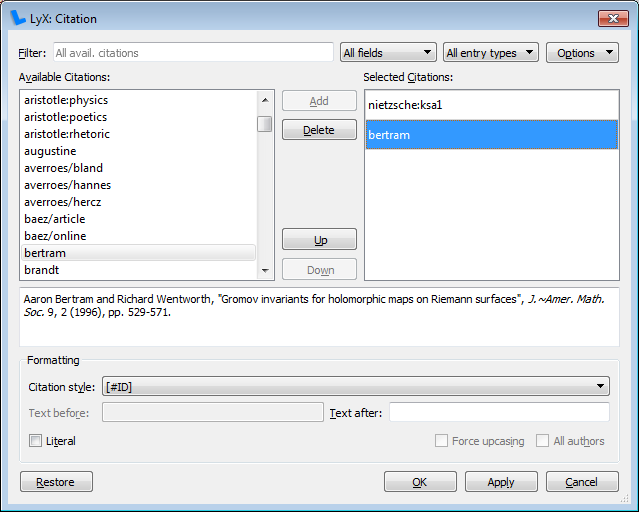 LyX: Citation
Filter: All avail. citations All fields All entry types Options
Available Citations: Selected Citations:
aristotle:physics
aristotle:poetics
aristotle:rhetoric
augustine
averroes/bland
averroes/hannes
averroes/hercz
baez/article
baez/online
bertram
brandt
Add
Delete
Up
Down
nietzsche:ksa1
bertram
Aaron Bertram and Richard Wentworth, "Gromov invariants for holomorphic maps on Riemann surfaces", J.~Amer. Math.
Soc. 9, 2 (1996), pp. 529-571.
Formatting
Citation style: [#ID]
Text before: Text after:
Literal Force upcasing All authors
Restore OK Apply Cancel